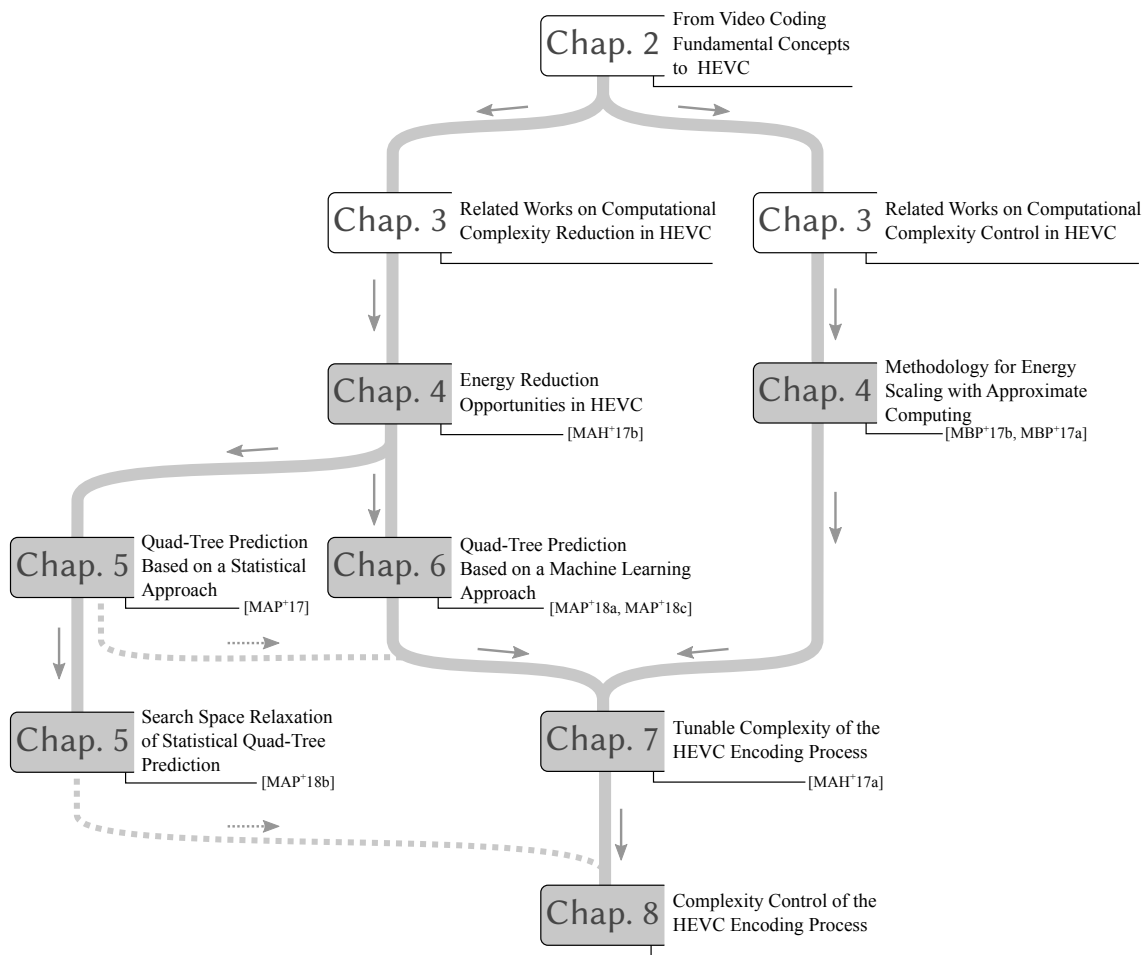 Chap. 2
From Video Coding
Fundamental Concepts
to HEVC
Chap. 3
Related Works on Computational
Complexity Reduction in HEVC
Chap. 3
Related Works on Computational
Complexity Control in HEVC
Chap. 4
Energy Reduction
Opportunities in HEVC
[MAH+17b]
Chap. 4
Methodology for Energy
Scaling with Approximate
Computing
[MBP+17b, MBP+17a]
Chap. 5
Quad-Tree Prediction
Based on a Statistical
Approach
[MAP+17]
Chap. 6
Quad-Tree Prediction
Based on a Machine Learning
Approach
[MAP+18a, MAP+18c]
Chap. 5
Search Space Relaxation
of Statistical Quad-Tree
Prediction
[MAP+18b]
Chap. 7
Tunable Complexity of the
HEVC Encoding Process
[MAH+17a]
Chap. 8
Complexity Control of the
HEVC Encoding Process